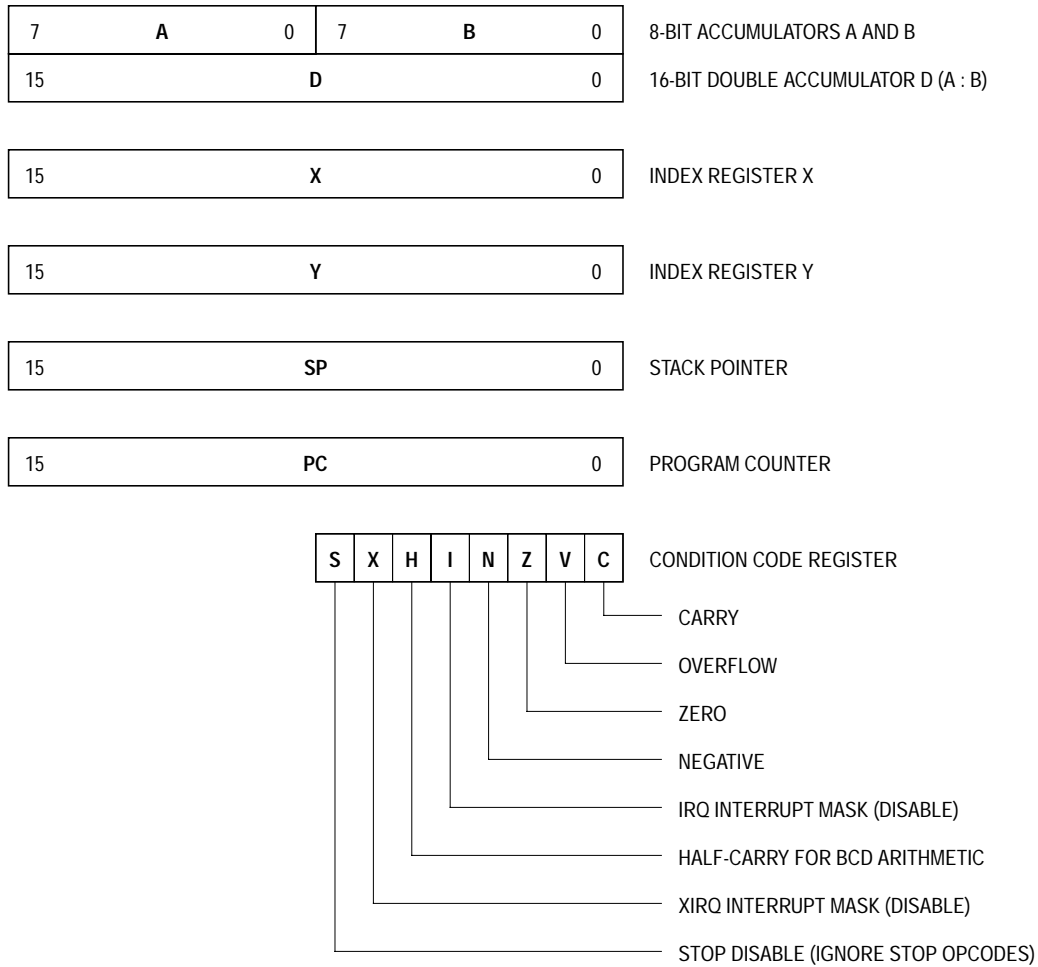 7 A 0 7 B 0 8-BIT ACCUMULATORS A AND B
15 D 0 16-BIT DOUBLE ACCUMULATOR D (A : B)
15 X 0 INDEX REGISTER X
15 Y 0 INDEX REGISTER Y
15 SP 0 STACK POINTER
15 PC 0 PROGRAM COUNTER
S X H I N Z V C CONDITION CODE REGISTER
CARRY
OVERFLOW
ZERO
NEGATIVE
IRQ INTERRUPT MASK (DISABLE)
HALF-CARRY FOR BCD ARITHMETIC
XIRQ INTERRUPT MASK (DISABLE)
STOP DISABLE (IGNORE STOP OPCODES)